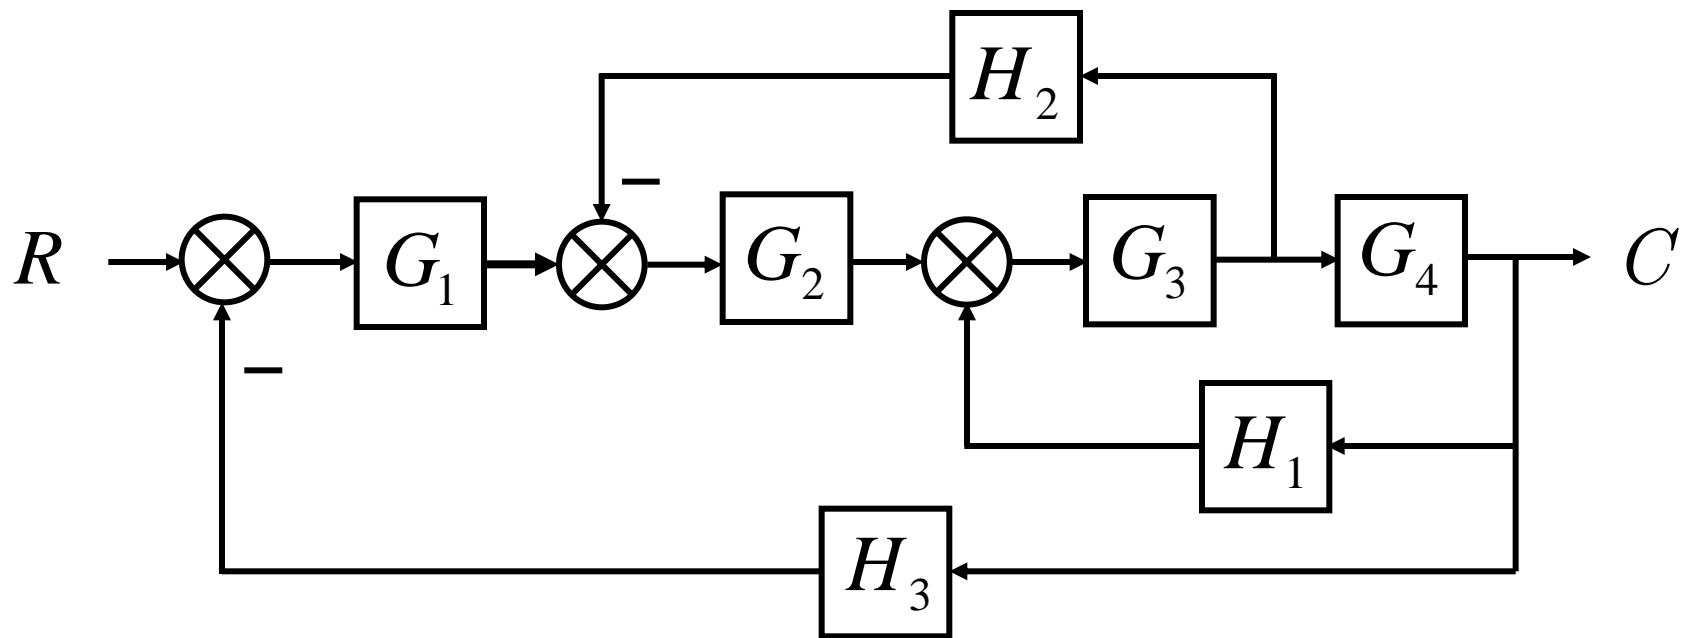 H₂
−
R G₁ G₂ G₃ G₄ C
−
H₁
H₃